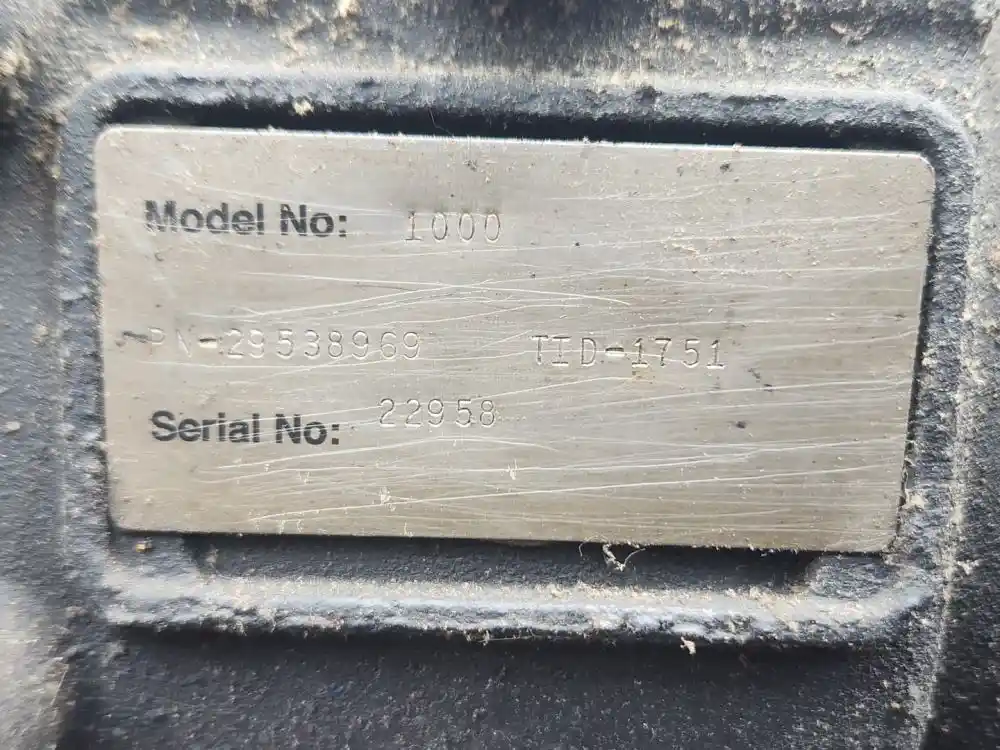 Model No: 1000
PN-29538969 TID-1751
Serial No: 22958